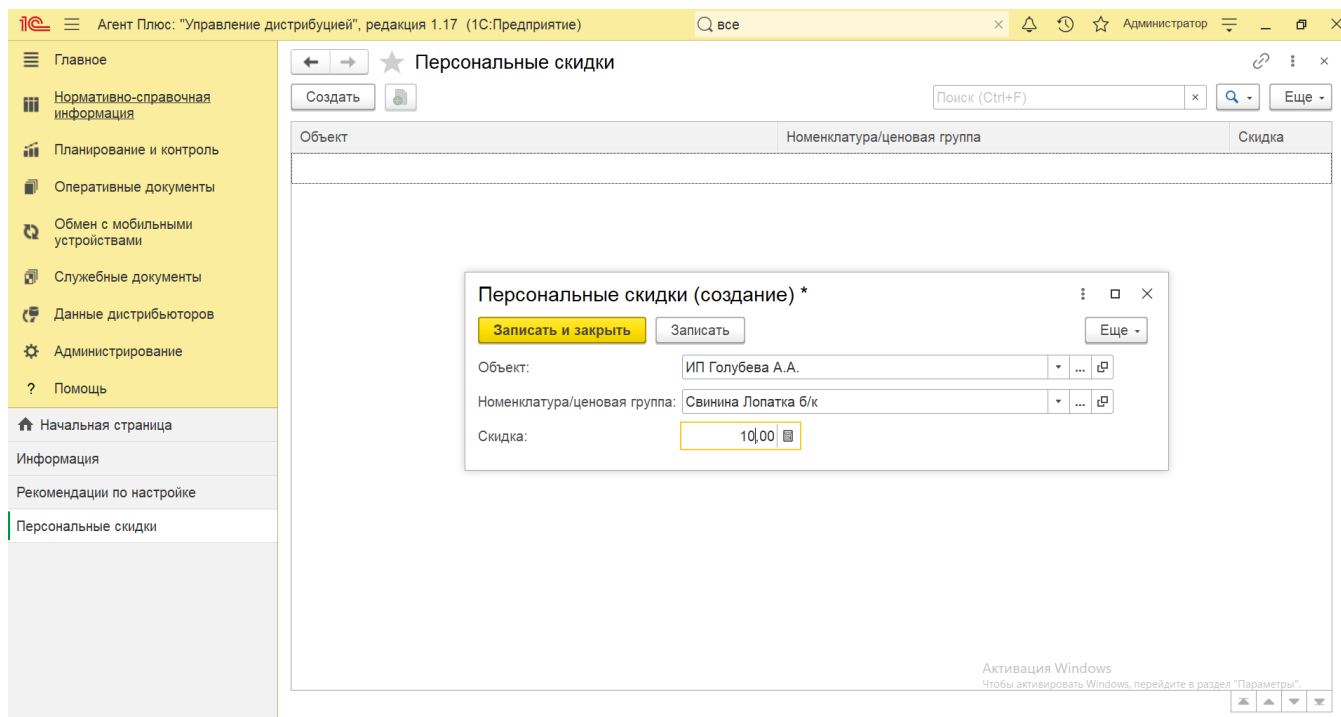 Агент Плюс: "Управление дистрибуцией", редакция 1.17 (1С:Предприятие)
все
Администратор
Главное
Нормативно-справочная
информация
Планирование и контроль
Оперативные документы
Обмен с мобильными
устройствами
Служебные документы
Данные дистрибьюторов
Администрирование
? Помощь
Начальная страница
Информация
Рекомендации по настройке
Персональные скидки
Персональные скидки
Создать
Поиск (Ctrl+F)
Еще
Объект
Номенклатура/ценовая группа
Скидка
Персональные скидки (создание) *
Записать и закрыть
Записать
Еще
Объект: ИП Голубева А.А.
Номенклатура/ценовая группа: Свинина Лопатка б/к
Скидка: 10,00
Активация Windows
Чтобы активировать Windows, перейдите в раздел "Параметры".